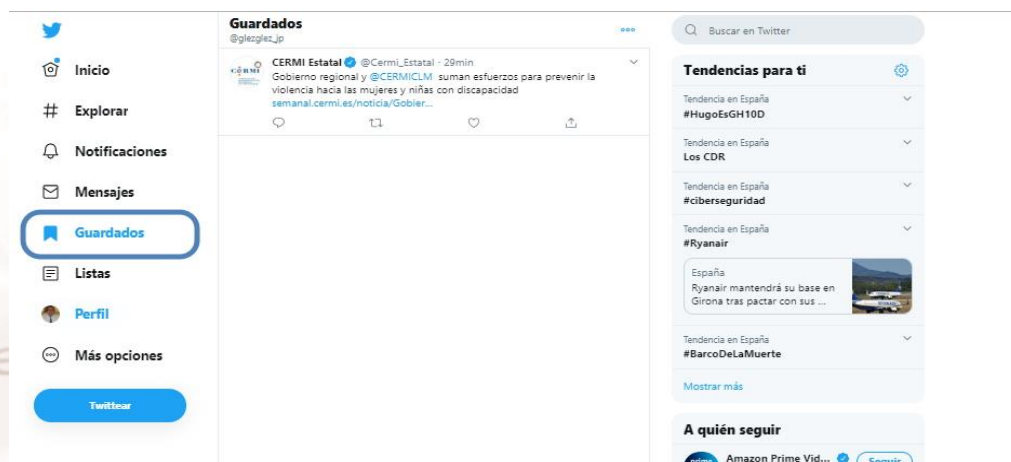 Inicio
Explorar
Notificaciones
Mensajes
Guardados
Listas
Perfil
Más opciones
Twittear
Guardados
@glezglez_jp
CERMI
CERMI Estatal @Cermi_Estatal · 29min
Gobierno regional y @CERMICLM suman esfuerzos para prevenir la
violencia hacia las mujeres y niñas con discapacidad
semanal.cermi.es/noticia/Gobier...
Buscar en Twitter
Tendencias para ti
Tendencia en España
#HugoEsGH10D
Tendencia en España
Los CDR
Tendencia en España
#ciberseguridad
Tendencia en España
#Ryanair
España
Ryanair mantendrá su base en
Girona tras pactar con sus ...
Tendencia en España
#BarcoDeLaMuerte
Mostrar más
A quién seguir
Amazon Prime Vid...
Seguir